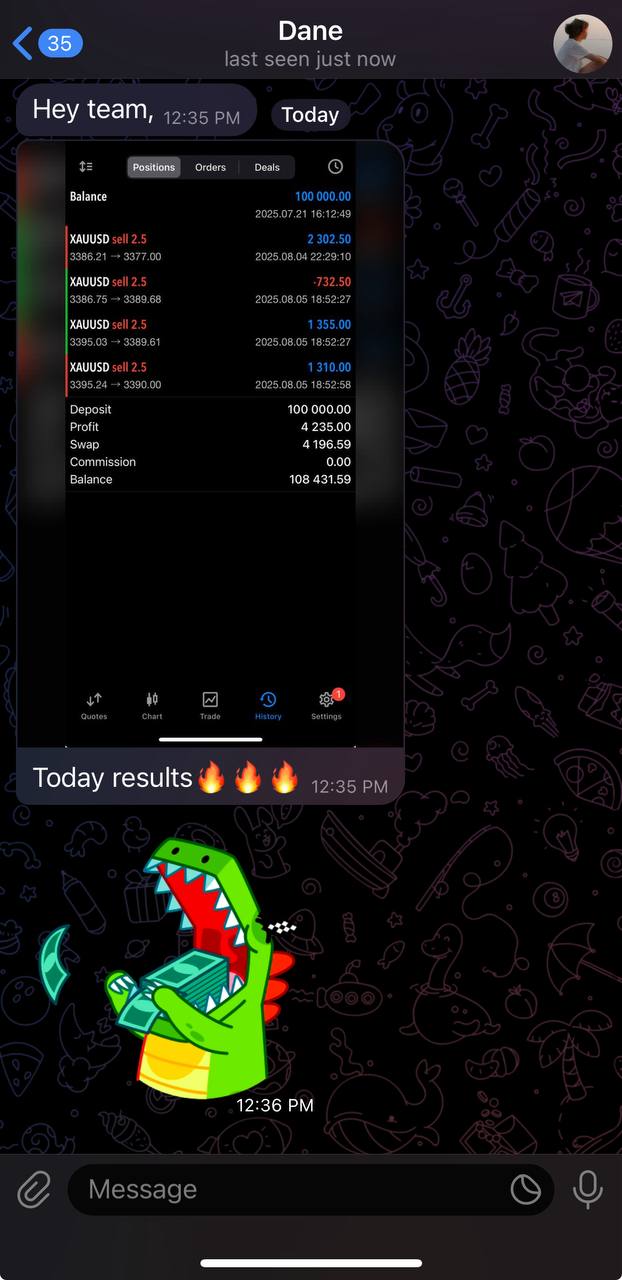 35
Dane
last seen just now
Hey team, 12:35 PM
Today
Positions Orders Deals
Balance 100 000.00
2025.07.21 16:12:49
XAUUSD sell 2.5 2 302.50
3386.21 → 3377.00 2025.08.04 22:29:10
XAUUSD sell 2.5 -732.50
3386.75 → 3389.68 2025.08.05 18:52:27
XAUUSD sell 2.5 1 355.00
3395.03 → 3389.61 2025.08.05 18:52:27
XAUUSD sell 2.5 1 310.00
3395.24 → 3390.00 2025.08.05 18:52:58
Deposit 100 000.00
Profit 4 235.00
Swap 4 196.59
Commission 0.00
Balance 108 431.59
1
Quotes Chart Trade History Settings
Today results🔥🔥🔥 12:35 PM
12:36 PM
Message